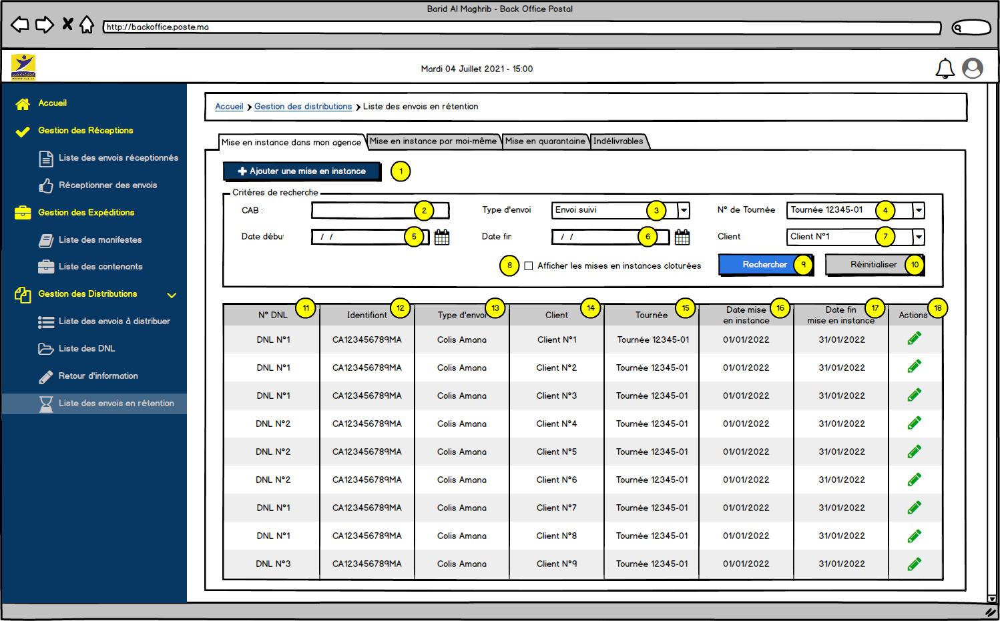 Barid Al Maghrib - Back Office Postal
http://backoffice.poste.ma
Mardi 04 Juillet 2021 - 15:00
Accueil
Gestion des Réceptions
Liste des envois réceptionnés
Réceptionner des envois
Gestion des Expéditions
Liste des manifestes
Liste des contenants
Gestion des Distributions
Liste des envois à distribuer
Liste des DNL
Retour d'information
Liste des envois en rétention
Accueil Gestion des distributions Liste des envois en rétention
Mise en instance dans mon agence Mise en instance par moi-même Mise en quarantaine Indélivrables
Ajouter une mise en instance 1
Critères de recherche
CAB : 2 Type d'envoi Envoi suivi 3 N° de Tournée Tournée 12345-01 4
Date débu / / 5 Date fin / / 6 Client Client N°1 7
8 Afficher les mises en instances cloturées Rechercher 9 Réinitialiser 10
N° DNL 11 Identifiant 12 Type d'envoi 13 Client 14 Tournée 15 Date mise en instance 16 Date fin mise en instance 17 Actions 18
DNL N°1 CA123456789MA Colis Amana Client N°1 Tournée 12345-01 01/01/2022 31/01/2022
DNL N°1 CA123456789MA Colis Amana Client N°2 Tournée 12345-01 01/01/2022 31/01/2022
DNL N°1 CA123456789MA Colis Amana Client N°3 Tournée 12345-01 01/01/2022 31/01/2022
DNL N°2 CA123456789MA Colis Amana Client N°4 Tournée 12345-01 01/01/2022 31/01/2022
DNL N°2 CA123456789MA Colis Amana Client N°5 Tournée 12345-01 01/01/2022 31/01/2022
DNL N°2 CA123456789MA Colis Amana Client N°6 Tournée 12345-01 01/01/2022 31/01/2022
DNL N°1 CA123456789MA Colis Amana Client N°7 Tournée 12345-01 01/01/2022 31/01/2022
DNL N°1 CA123456789MA Colis Amana Client N°8 Tournée 12345-01 01/01/2022 31/01/2022
DNL N°3 CA123456789MA Colis Amana Client N°9 Tournée 12345-01 01/01/2022 31/01/2022